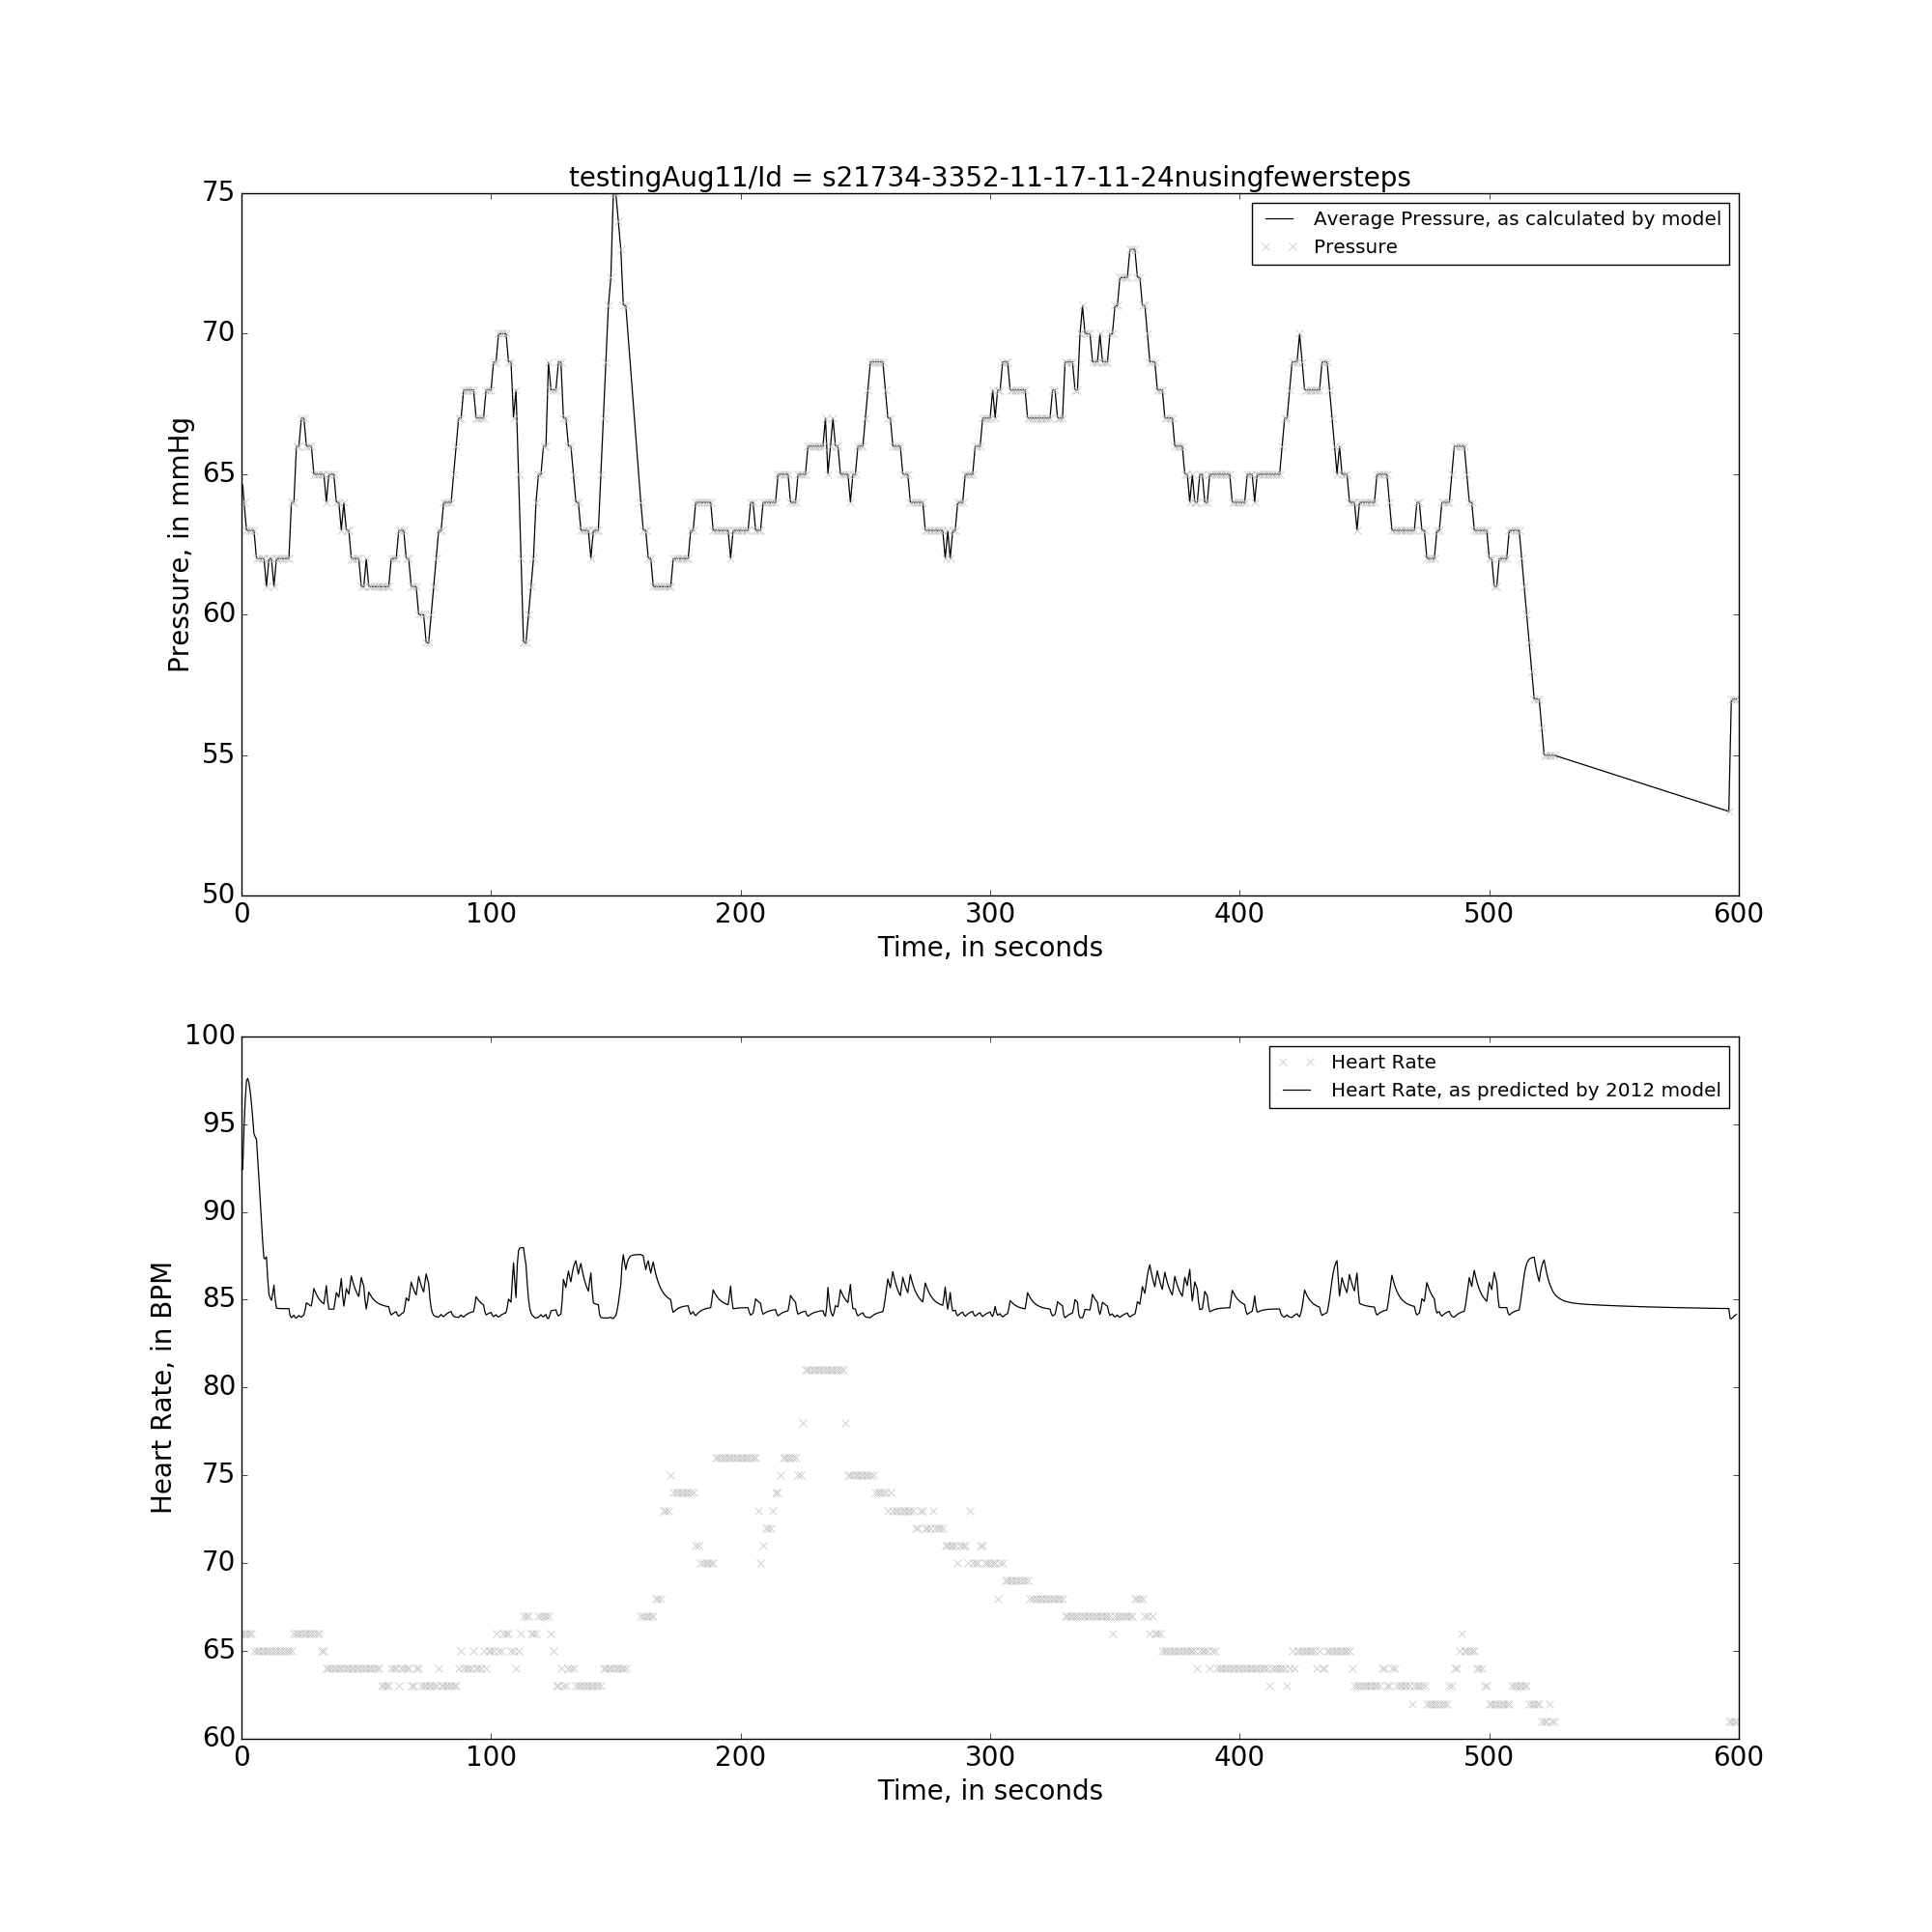 testingAug11/Id = s21734-3352-11-17-11-24nusingfewersteps
75
70
65
60
55
50
Pressure, in mmHg
Average Pressure, as calculated by model
Pressure
0 100 200 300 400 500 600
Time, in seconds
100
95
90
85
80
75
70
65
60
Heart Rate, in BPM
Heart Rate
Heart Rate, as predicted by 2012 model
0 100 200 300 400 500 600
Time, in seconds